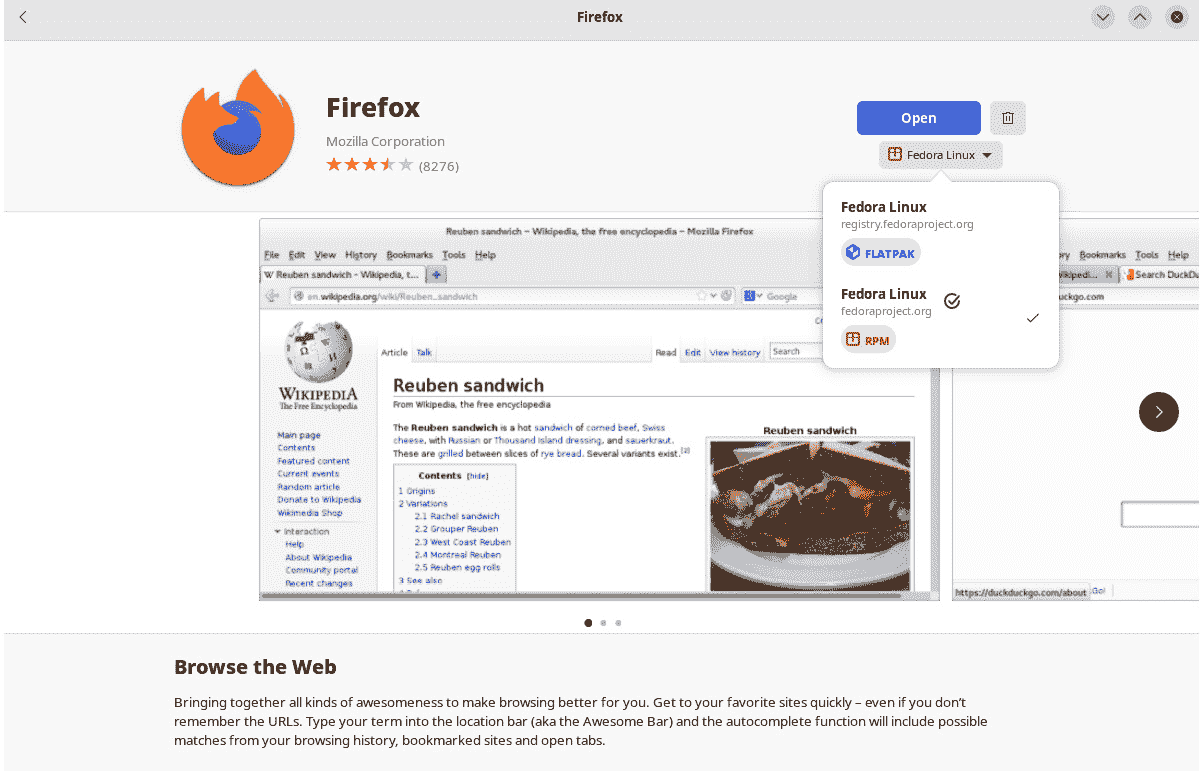 Firefox
Firefox
Mozilla Corporation
(8276)
Open
Fedora Linux
Fedora Linux
registry.fedoraproject.org
FLATPAK
Fedora Linux
fedoraproject.org
RPM
Reuben sandwich – Wikipedia, the free encyclopedia – Mozilla Firefox
File Edit View History Bookmarks Tools Help
W Reuben sandwich - Wikipedia, t...
en.wikipedia.org/wiki/Reuben_sandwich
Google
Article Talk
Read Edit View history
Search
WIKIPEDIA
The Free Encyclopedia
Main page
Contents
Featured content
Current events
Random article
Donate to Wikipedia
Wikimedia Shop
Interaction
Help
About Wikipedia
Community portal
Recent changes
Reuben sandwich
From Wikipedia, the free encyclopedia
The Reuben sandwich is a hot sandwich of corned beef, Swiss
cheese, with Russian or Thousand Island dressing, and sauerkraut.
These are grilled between slices of rye bread. Several variants exist.[2]
Contents [hide]
1 Origins
2 Variations
2.1 Rachel sandwich
2.2 Grouper Reuben
2.3 West Coast Reuben
2.4 Montreal Reuben
2.5 Reuben egg rolls
3 See also
Reuben sandwich
Bookmarks Tools Help
Search DuckDu
ckgo.com
https://duckduckgo.com/about
Go!
Browse the Web
Bringing together all kinds of awesomeness to make browsing better for you. Get to your favorite sites quickly – even if you don’t
remember the URLs. Type your term into the location bar (aka the Awesome Bar) and the autocomplete function will include possible
matches from your browsing history, bookmarked sites and open tabs.